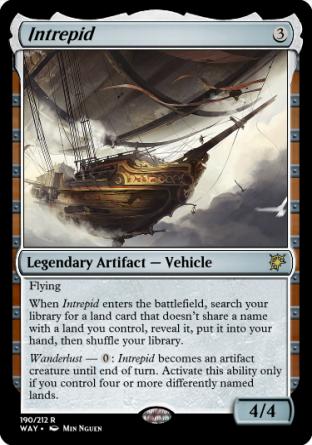 Intrepid 3
Legendary Artifact — Vehicle
Flying
When Intrepid enters the battlefield, search your
library for a land card that doesn't share a name
with a land you control, reveal it, put it into your
hand, then shuffle your library.
Wanderlust — 0: Intrepid becomes an artifact
creature until end of turn. Activate this ability only
if you control four or more differently named
lands.
190/212 R
WAY • Min Nguen
4/4